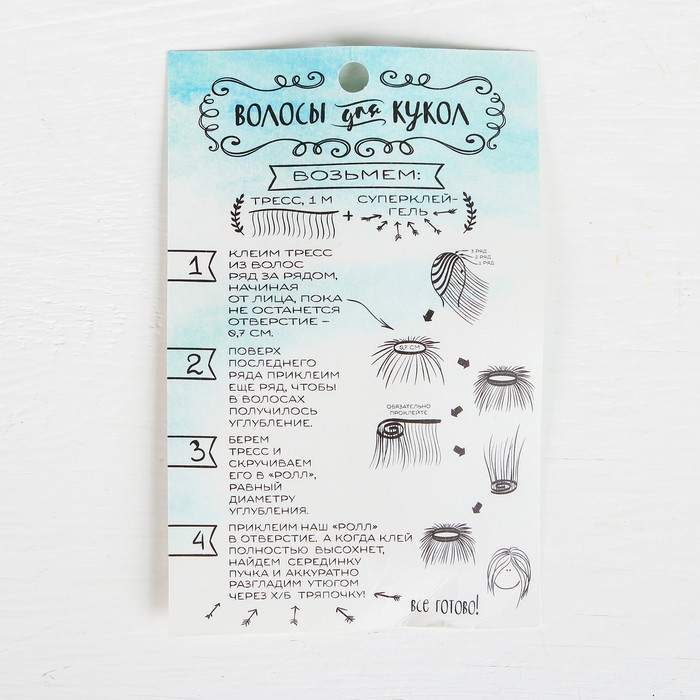 ВОЛОСЫ для КУКОЛ
ВОЗЬМЕМ:
ТРЕСС, 1 М + СУПЕРКЛЕЙ-
ГЕЛЬ
1
КЛЕИМ ТРЕСС
ИЗ ВОЛОС
РЯД ЗА РЯДОМ,
НАЧИНАЯ
ОТ ЛИЦА, ПОКА
НЕ ОСТАНЕТСЯ
ОТВЕРСТИЕ –
0,7 СМ.
3 РЯД
2 РЯД
1 РЯД
0,7 СМ
2
ПОВЕРХ
ПОСЛЕДНЕГО
РЯДА ПРИКЛЕИМ
ЕЩЕ РЯД, ЧТОБЫ
В ВОЛОСАХ
ПОЛУЧИЛОСЬ
УГЛУБЛЕНИЕ.
ОБЯЗАТЕЛЬНО
ПРОКЛЕЙТЕ
3
БЕРЕМ
ТРЕСС И
СКРУЧИВАЕМ
ЕГО В «РОЛЛ»,
РАВНЫЙ
ДИАМЕТРУ
УГЛУБЛЕНИЯ.
4
ПРИКЛЕИМ НАШ «РОЛЛ»
В ОТВЕРСТИЕ. А КОГДА КЛЕЙ
ПОЛНОСТЬЮ ВЫСОХНЕТ,
НАЙДЕМ СЕРЕДИНКУ
ПУЧКА И АККУРАТНО
РАЗГЛАДИМ УТЮГОМ
ЧЕРЕЗ Х/Б ТРЯПОЧКУ!
ВСЕ ГОТОВО!